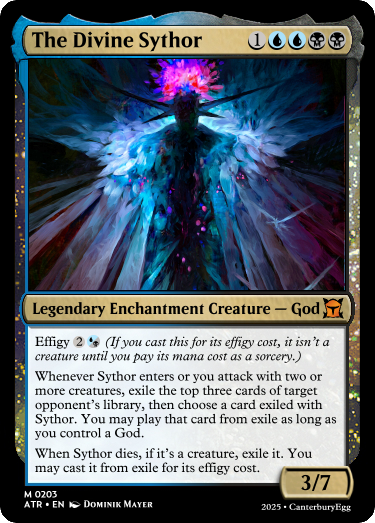 The Divine Sythor 1
Legendary Enchantment Creature — God
Effigy 2 (If you cast this for its effigy cost, it isn't a
creature until you pay its mana cost as a sorcery.)
Whenever Sythor enters or you attack with two
or more creatures, exile the top three cards of target
opponent's library, then choose a card exiled with
Sythor. You may play that card from exile as long as
you control a God.
When Sythor dies, if it's a creature, exile it. You
may cast it from exile for its effigy cost.
3/7
M 0203
ATR • EN Dominik Mayer
2025 • CanterburyEgg